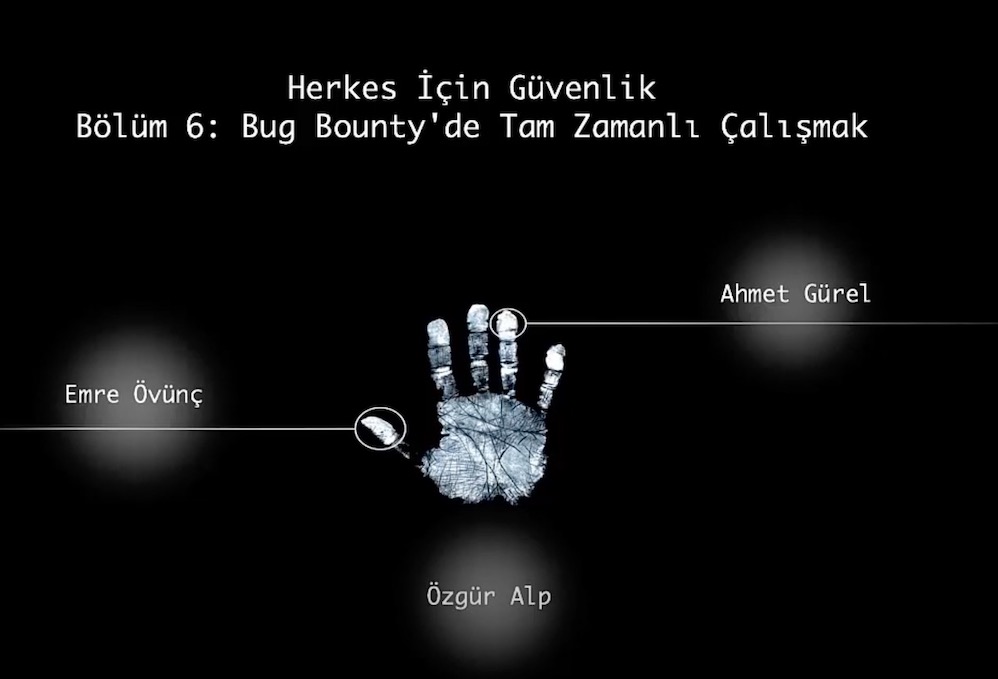 Herkes İçin Güvenlik
Bölüm 6: Bug Bounty'de Tam Zamanlı Çalışmak
Ahmet Gürel
Emre Övünç
Özgür Alp